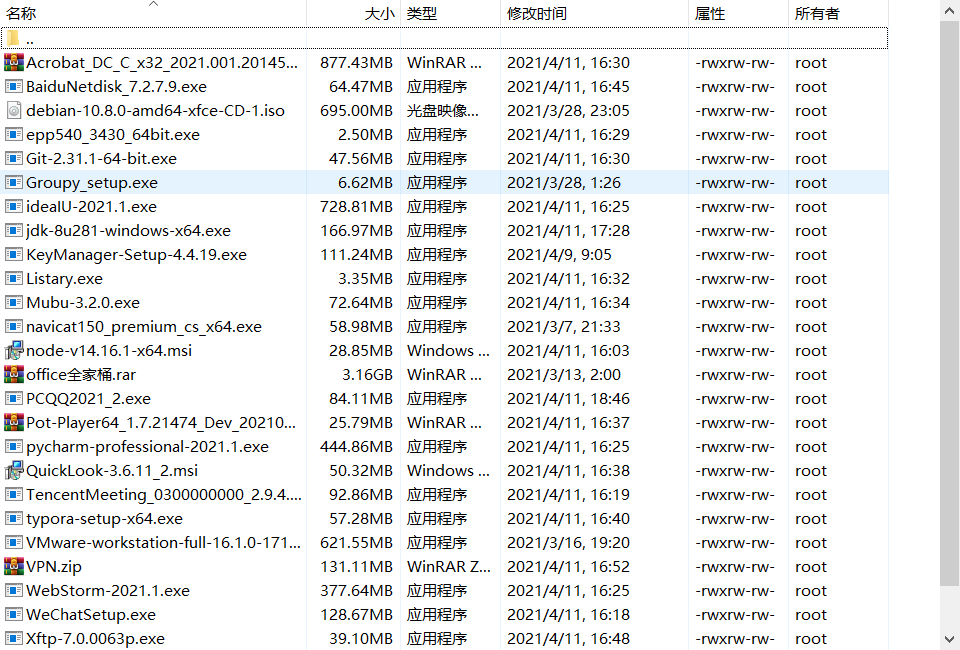 名称 大小 类型 修改时间 属性 所有者
..
Acrobat_DC_C_x32_2021.001.20145... 877.43MB WinRAR ... 2021/4/11, 16:30 -rwxrw-rw- root
BaiduNetdisk_7.2.7.9.exe 64.47MB 应用程序 2021/4/11, 16:45 -rwxrw-rw- root
debian-10.8.0-amd64-xfce-CD-1.iso 695.00MB 光盘映像... 2021/3/28, 23:05 -rwxrw-rw- root
epp540_3430_64bit.exe 2.50MB 应用程序 2021/4/11, 16:29 -rwxrw-rw- root
Git-2.31.1-64-bit.exe 47.56MB 应用程序 2021/4/11, 16:30 -rwxrw-rw- root
Groupy_setup.exe 6.62MB 应用程序 2021/3/28, 1:26 -rwxrw-rw- root
ideaIU-2021.1.exe 728.81MB 应用程序 2021/4/11, 16:25 -rwxrw-rw- root
jdk-8u281-windows-x64.exe 166.97MB 应用程序 2021/4/11, 17:28 -rwxrw-rw- root
KeyManager-Setup-4.4.19.exe 111.24MB 应用程序 2021/4/9, 9:05 -rwxrw-rw- root
Listary.exe 3.35MB 应用程序 2021/4/11, 16:32 -rwxrw-rw- root
Mubu-3.2.0.exe 72.64MB 应用程序 2021/4/11, 16:34 -rwxrw-rw- root
navicat150_premium_cs_x64.exe 58.98MB 应用程序 2021/3/7, 21:33 -rwxrw-rw- root
node-v14.16.1-x64.msi 28.85MB Windows ... 2021/4/11, 16:03 -rwxrw-rw- root
office全家桶.rar 3.16GB WinRAR ... 2021/3/13, 2:00 -rwxrw-rw- root
PCQQ2021_2.exe 84.11MB 应用程序 2021/4/11, 18:46 -rwxrw-rw- root
Pot-Player64_1.7.21474_Dev_20210... 25.79MB WinRAR ... 2021/4/11, 16:37 -rwxrw-rw- root
pycharm-professional-2021.1.exe 444.86MB 应用程序 2021/4/11, 16:25 -rwxrw-rw- root
QuickLook-3.6.11_2.msi 50.32MB Windows ... 2021/4/11, 16:38 -rwxrw-rw- root
TencentMeeting_0300000000_2.9.4.... 92.86MB 应用程序 2021/4/11, 16:19 -rwxrw-rw- root
typora-setup-x64.exe 57.28MB 应用程序 2021/4/11, 16:40 -rwxrw-rw- root
VMware-workstation-full-16.1.0-171... 621.55MB 应用程序 2021/3/16, 19:20 -rwxrw-rw- root
VPN.zip 131.11MB WinRAR Z... 2021/4/11, 16:52 -rwxrw-rw- root
WebStorm-2021.1.exe 377.64MB 应用程序 2021/4/11, 16:25 -rwxrw-rw- root
WeChatSetup.exe 128.67MB 应用程序 2021/4/11, 16:18 -rwxrw-rw- root
Xftp-7.0.0063p.exe 39.10MB 应用程序 2021/4/11, 16:48 -rwxrw-rw- root